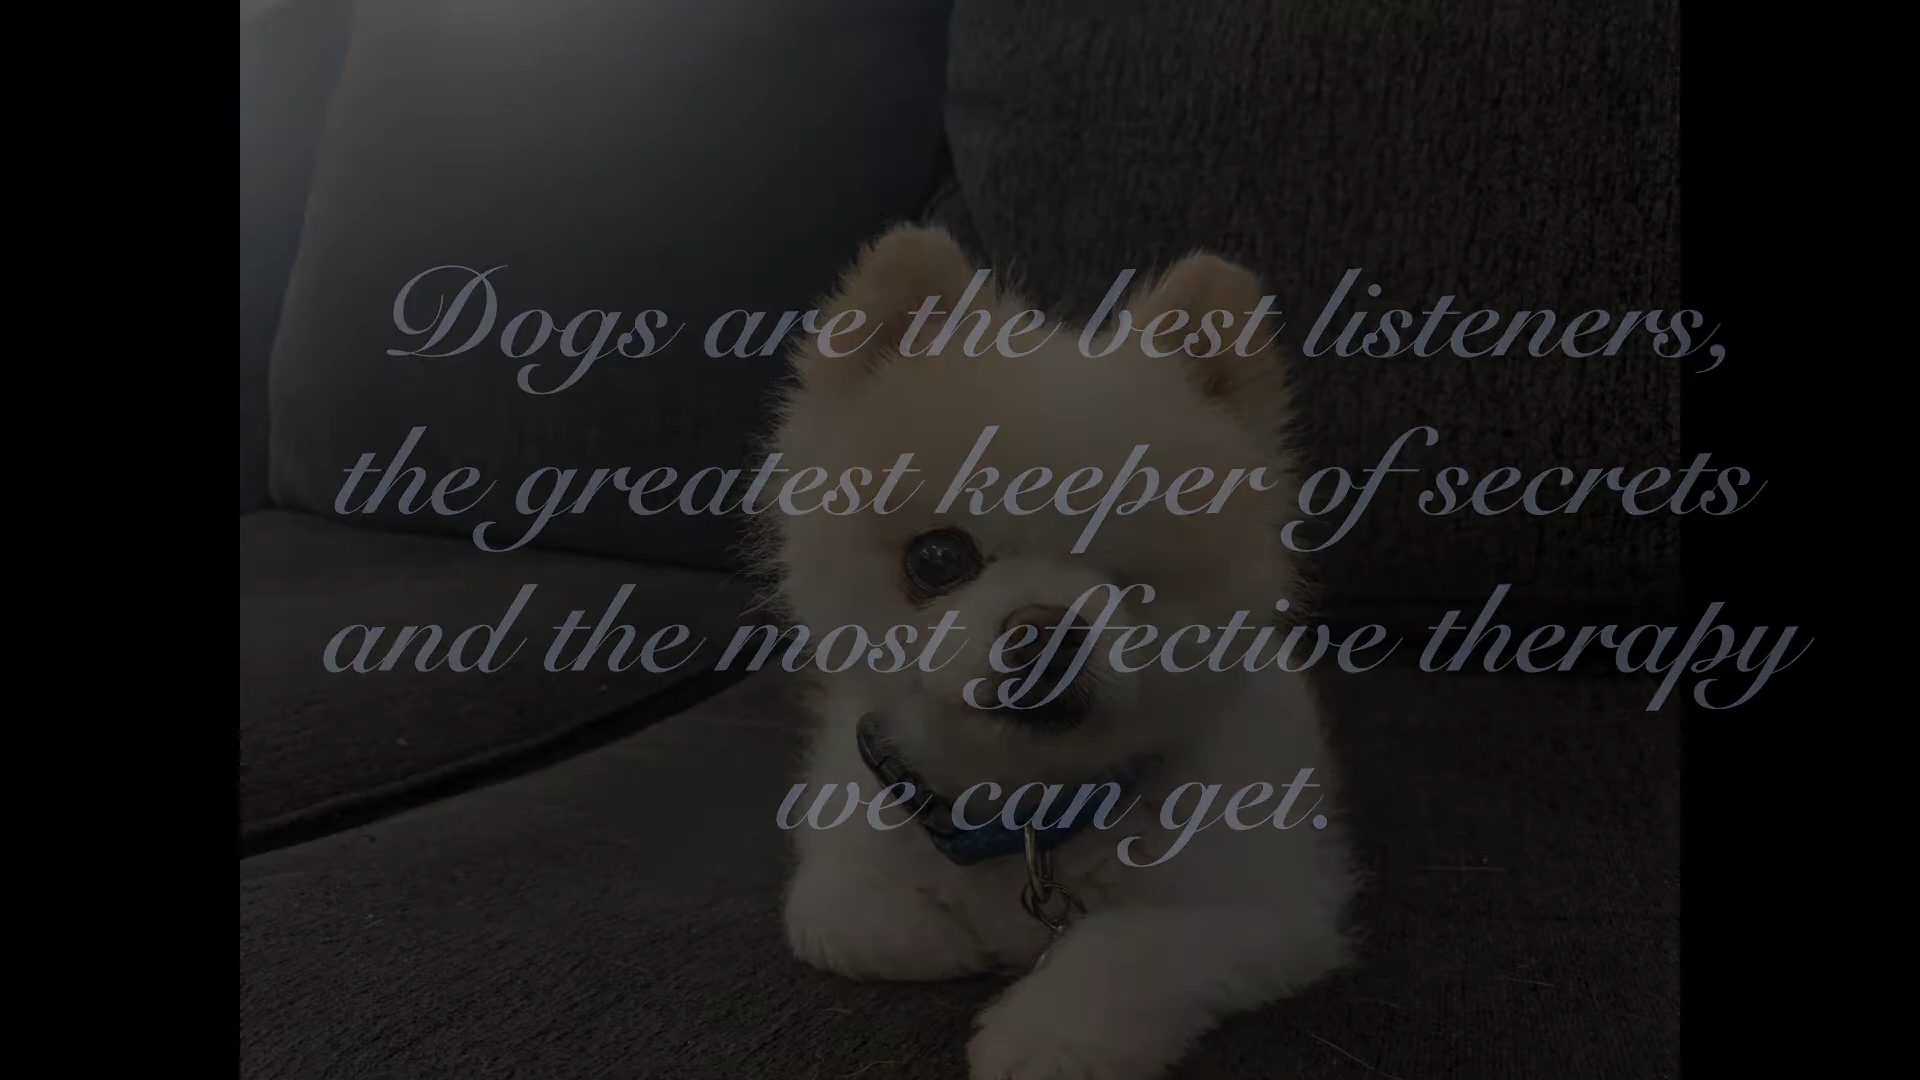 Dogs are the best listeners,
the greatest keeper of secrets
and the most effective therapy
we can get.